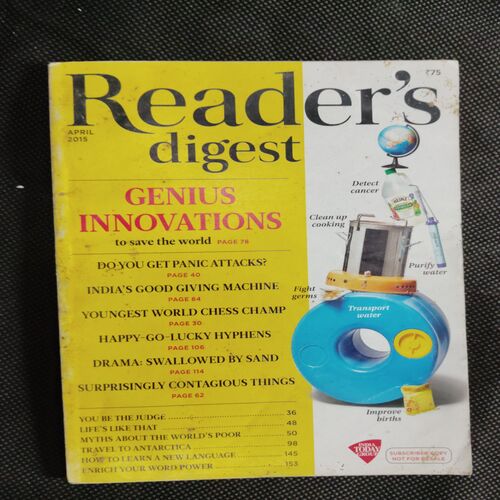 ₹75
Reader's
APRIL
2015
digest
GENIUS
INNOVATIONS
to save the world PAGE 78
DO YOU GET PANIC ATTACKS?
PAGE 40
INDIA'S GOOD GIVING MACHINE
PAGE 64
YOUNGEST WORLD CHESS CHAMP
PAGE 30
HAPPY-GO-LUCKY HYPHENS
PAGE 106
DRAMA: SWALLOWED BY SAND
PAGE 114
SURPRISINGLY CONTAGIOUS THINGS
PAGE 62
YOU BE THE JUDGE 36
LIFE'S LIKE THAT 48
MYTHS ABOUT THE WORLD'S POOR 50
TRAVEL TO ANTARCTICA 98
HOW TO LEARN A NEW LANGUAGE 145
ENRICH YOUR WORD POWER 153
Detect
cancer
HEINZ
Clean up
cooking
Purify
water
Fight
germs
Transport
water
Improve
births
INDIA
TODAY
GROUP
SUBSCRIBER COPY
NOT FOR RESALE